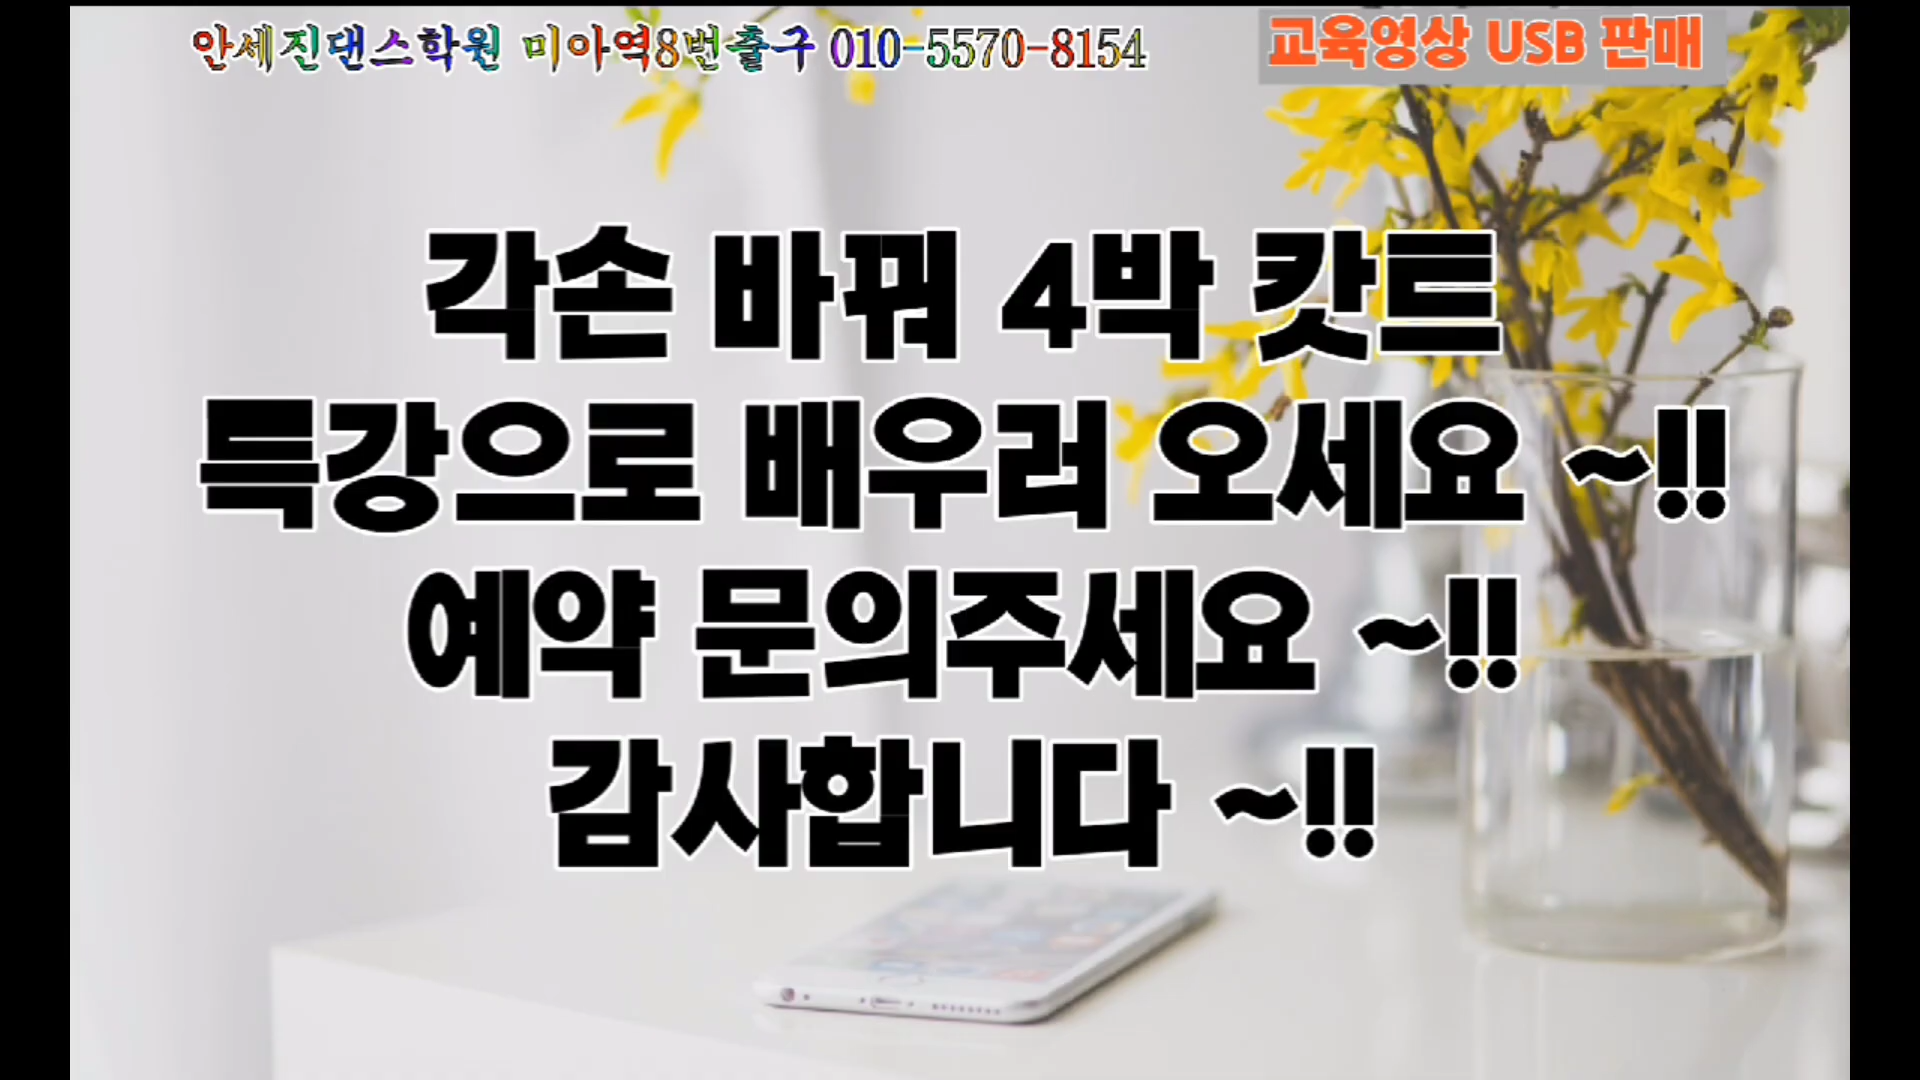 안세진댄스학원 미아역8번출구 010-5570-8154
교육영상 USB 판매
각손 바꿔 4박 캇트
특강으로 배우러 오세요 ~!!
예약 문의주세요 ~!!
감사합니다 ~!!